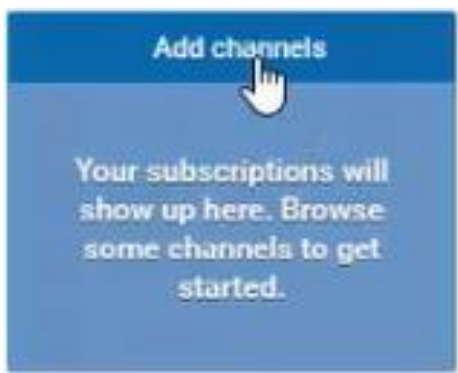 Add channels
Your subscriptions will
show up here. Browse
some channels to get
started.